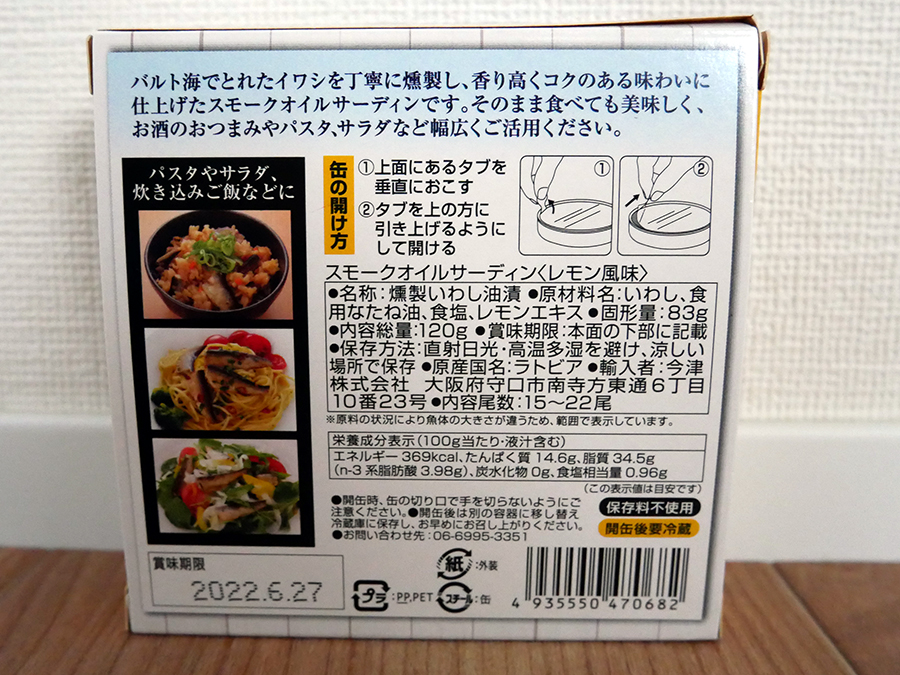 バルト海でとれたイワシを丁寧に燻製し、香り高くコクのある味わいに
仕上げたスモークオイルサーディンです。そのまま食べても美味しく、
お酒のおつまみやパスタ、サラダなど幅広くご活用ください。
パスタやサラダ、
炊き込みご飯などに
缶の開け方
①上面にあるタブを
垂直におこす
②タブを上の方に
引き上げるように
して開ける
①
②
スモークオイルサーディン〈レモン風味〉
●名称：燻製いわし油漬 ●原材料名：いわし、食
用なたね油、食塩、レモンエキス ●固形量：83g
●内容総量：120g ●賞味期限：本面の下部に記載
●保存方法：直射日光・高温多湿を避け、涼しい
場所で保存 ●原産国名：ラトビア ●輸入者：今津
株式会社 大阪府守口市南寺方東通6丁目
10番23号 ●内容尾数：15～22尾
※原料の状況により魚体の大きさが違うため、範囲で表示しています。
栄養成分表示（100g当たり・液汁含む）
エネルギー 369kcal、たんぱく質 14.6g、脂質 34.5g
（n-3 系脂肪酸 3.98g）、炭水化物 0g、食塩相当量 0.96g
（この表示値は目安です）
●開缶時、缶の切り口で手を切らないようにご
注意ください。●開缶後は別の容器に移し替え
冷蔵庫に保存し、お早めにお召し上がりください。
●お問い合わせ先：06-6995-3351
保存料不使用
開缶後要冷蔵
賞味期限
2022.6.27
プラ：PP,PET
紙：外装
スチール：缶
4 935550 470682